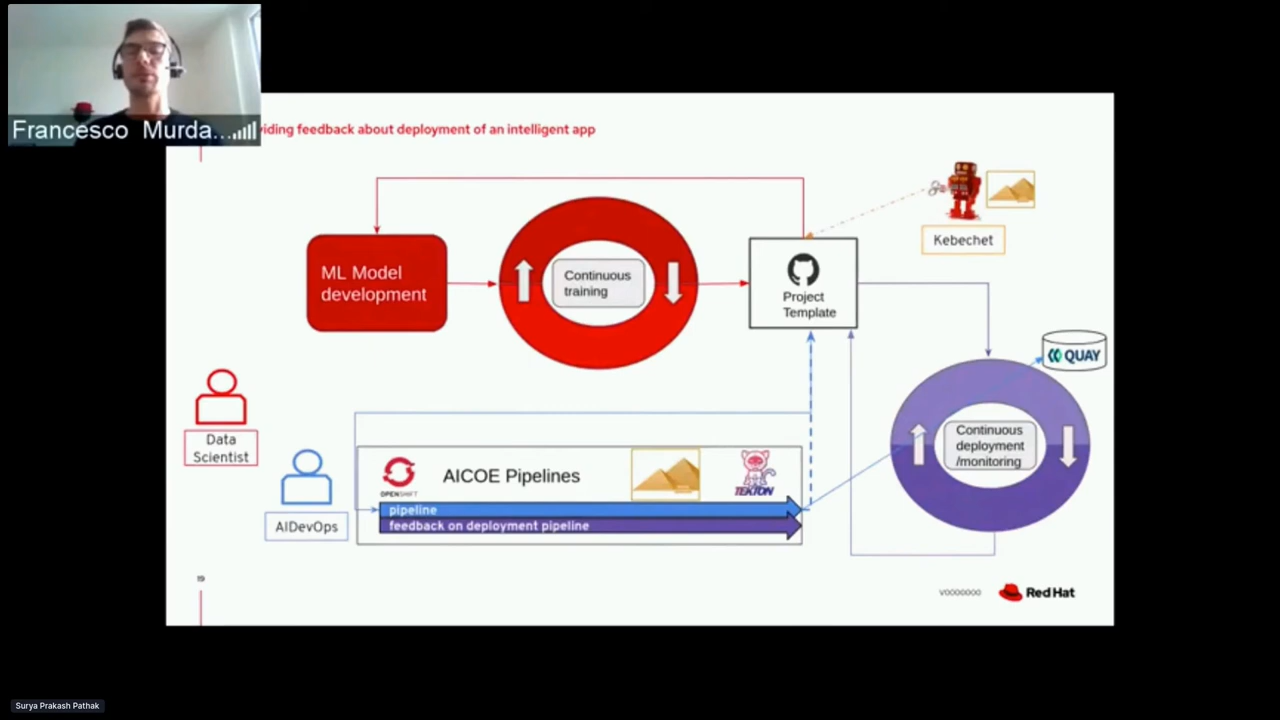 Francesco Murda...
viding feedback about deployment of an intelligent app
Kebechet
ML Model
development
Continuous
training
Project
Template
QUAY
Data
Scientist
Continuous
deployment
/monitoring
OPENSHIFT
AICOE Pipelines
TEKTON
pipeline
feedback on deployment pipeline
AIDevOps
19
V0000000
Red Hat
Surya Prakash Pathak